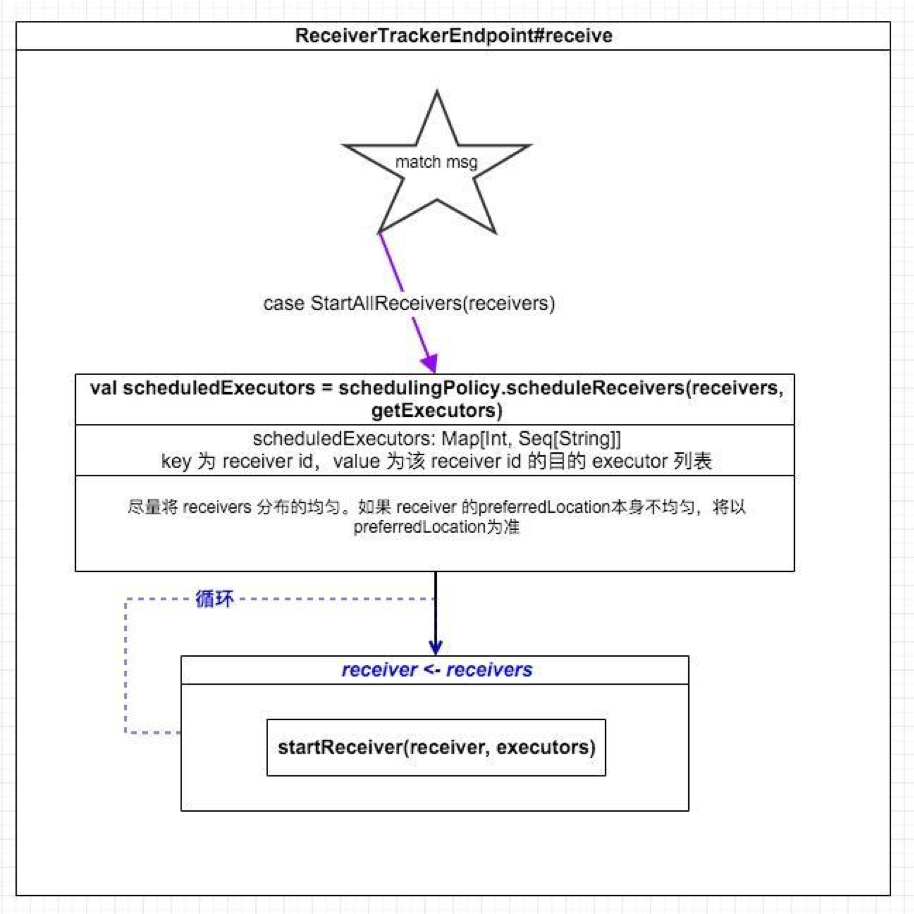 ReceiverTrackerEndpoint#receive
match msg
case StartAllReceivers(receivers)
val scheduledExecutors = schedulingPolicy.scheduleReceivers(receivers,
getExecutors)
scheduledExecutors: Map[Int, Seq[String]]
key 为 receiver id，value 为该 receiver id 的目的 executor 列表
尽量将 receivers 分布的均匀。如果 receiver 的preferredLocation本身不均匀，将以
preferredLocation为准
循环
receiver <- receivers
startReceiver(receiver, executors)